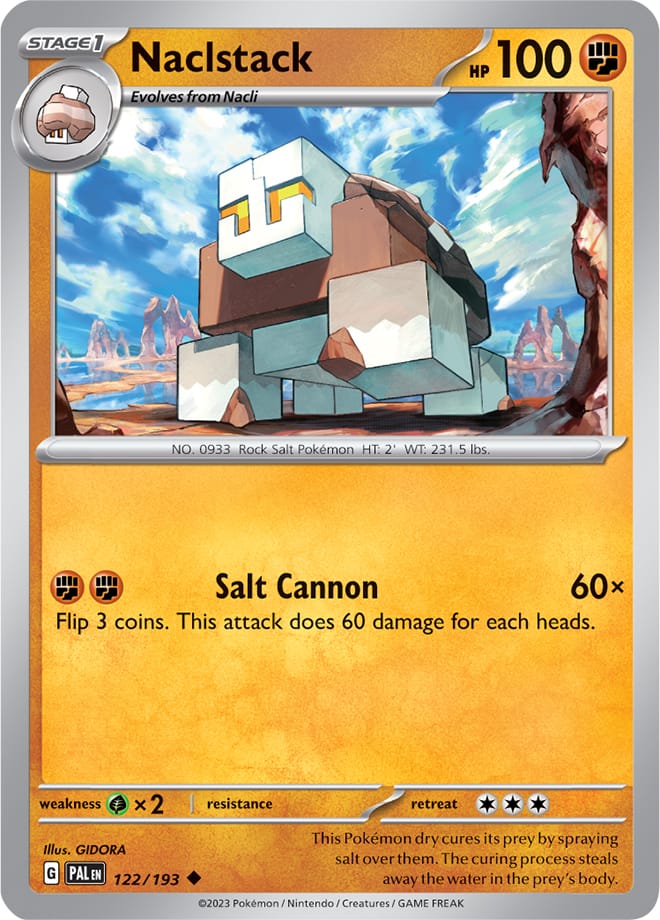 STAGE1
Naclstack
HP 100
Evolves from Nacli
NO. 0933 Rock Salt Pokémon HT: 2' WT: 231.5 lbs.
Salt Cannon 60×
Flip 3 coins. This attack does 60 damage for each heads.
weakness ×2 resistance retreat
Illus. GIDORA
This Pokémon dry cures its prey by spraying
salt over them. The curing process steals
away the water in the prey's body.
G PAL EN 122/193
©2023 Pokémon / Nintendo / Creatures / GAME FREAK